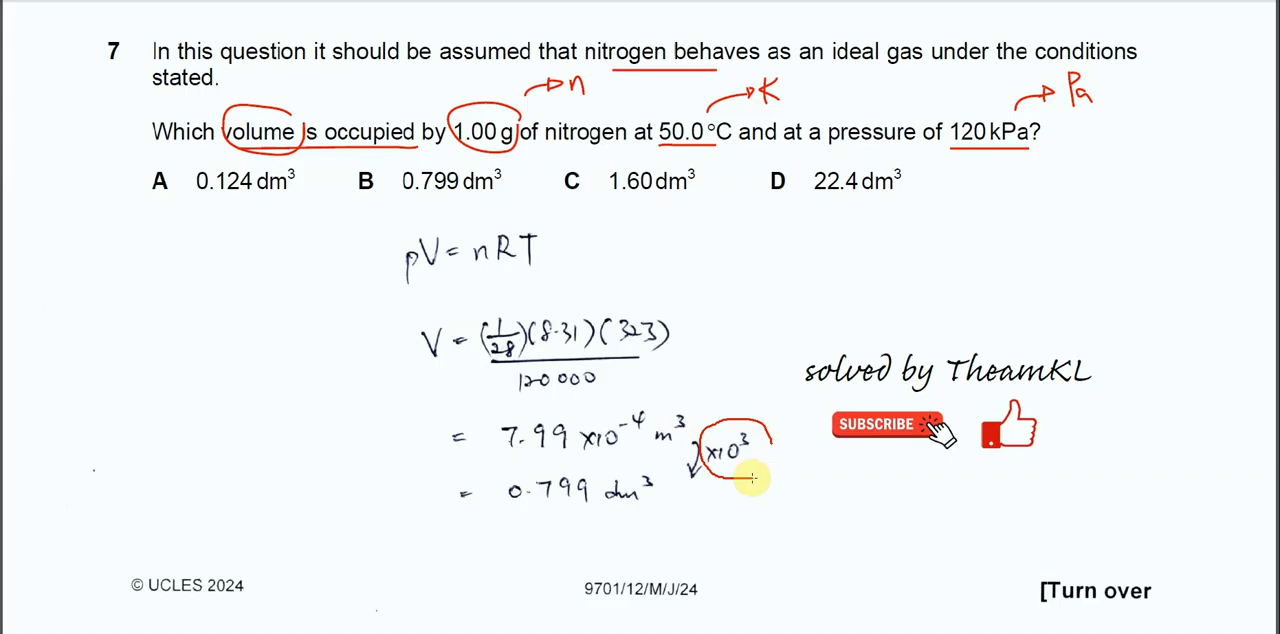 7 In this question it should be assumed that nitrogen behaves as an ideal gas under the conditions
stated.
→ n → K → Pa
Which volume is occupied by 1.00 g of nitrogen at 50.0 °C and at a pressure of 120 kPa?
A 0.124 dm³ B 0.799 dm³ C 1.60 dm³ D 22.4 dm³
pV = nRT
V = (1/28)(8.31)(323)
120 000
= 7.99 ×10⁻⁴ m³
×10³
= 0.799 dm³
solved by TheamKL
SUBSCRIBE
© UCLES 2024 9701/12/M/J/24 [Turn over